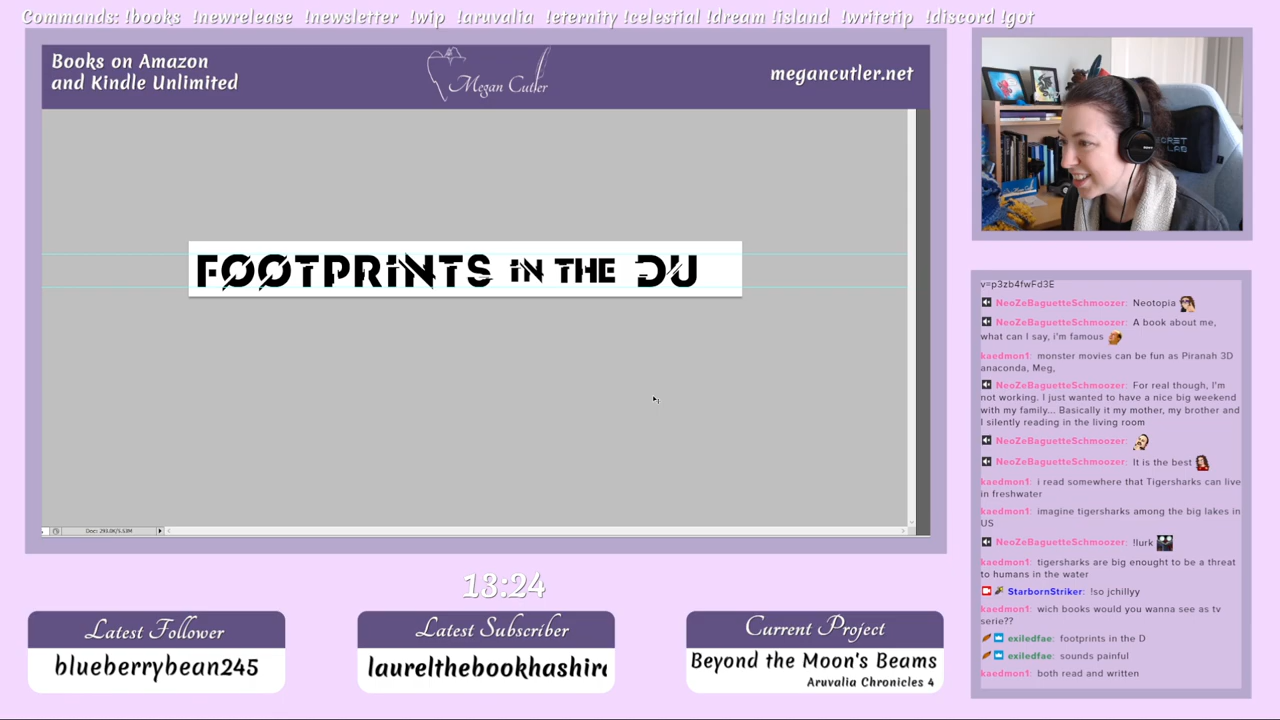 Commands: !books !newrelease !newsletter !wip !aruvalia !eternity !celestial !dream !island !writetip !discord !got
Books on Amazon
and Kindle Unlimited
Megan Cutler
megancutler.net
FOOTPRINTS IN THE DU
Doc: 293.0K/5.53M
13:24
Latest Follower
blueberrybean245
Latest Subscriber
laurelthebookhashira
Current Project
Beyond the Moon's Beams
Aruvalia Chronicles 4
SECRET
LAB
v=p3zb4fwFd3E
NeoZeBaguetteSchmoozer: Neotopia
NeoZeBaguetteSchmoozer: A book about me,
what can I say, i'm famous
kaedmon1: monster movies can be fun as Piranah 3D
anaconda, Meg,
NeoZeBaguetteSchmoozer: For real though, I'm
not working. I just wanted to have a nice big weekend
with my family... Basically it my mother, my brother and
I silently reading in the living room
NeoZeBaguetteSchmoozer:
NeoZeBaguetteSchmoozer: It is the best
kaedmon1: i read somewhere that Tigersharks can live
in freshwater
kaedmon1: imagine tigersharks among the big lakes in
US
NeoZeBaguetteSchmoozer: !lurk
kaedmon1: tigersharks are big enought to be a threat
to humans in the water
StarbornStriker: !so jchillyy
kaedmon1: wich books would you wanna see as tv
serie??
exiledfae: footprints in the D
exiledfae: sounds painful
kaedmon1: both read and written